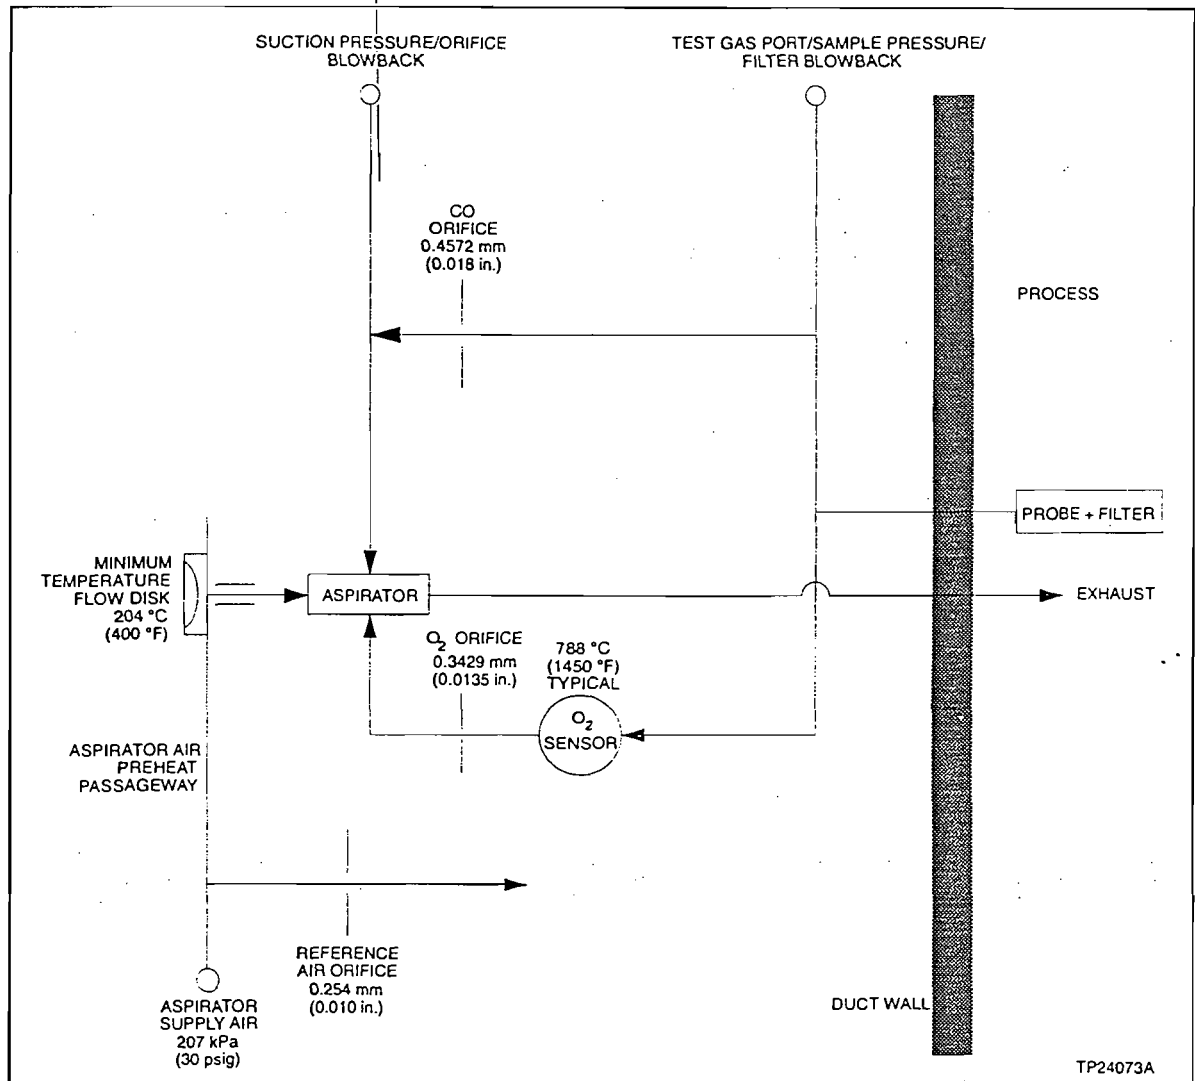 SUCTION PRESSURE/ORIFICE
BLOWBACK
TEST GAS PORT/SAMPLE PRESSURE/
FILTER BLOWBACK
CO
ORIFICE
0.4572 mm
(0.018 in.)
PROCESS
PROBE + FILTER
MINIMUM
TEMPERATURE
FLOW DISK
204 °C
(400 °F)
ASPIRATOR
EXHAUST
O2 ORIFICE
0.3429 mm
(0.0135 in.)
788 °C
(1450 °F)
TYPICAL
O2
SENSOR
ASPIRATOR AIR
PREHEAT
PASSAGEWAY
REFERENCE
AIR ORIFICE
0.254 mm
(0.010 in.)
ASPIRATOR
SUPPLY AIR
207 kPa
(30 psig)
DUCT WALL
TP24073A